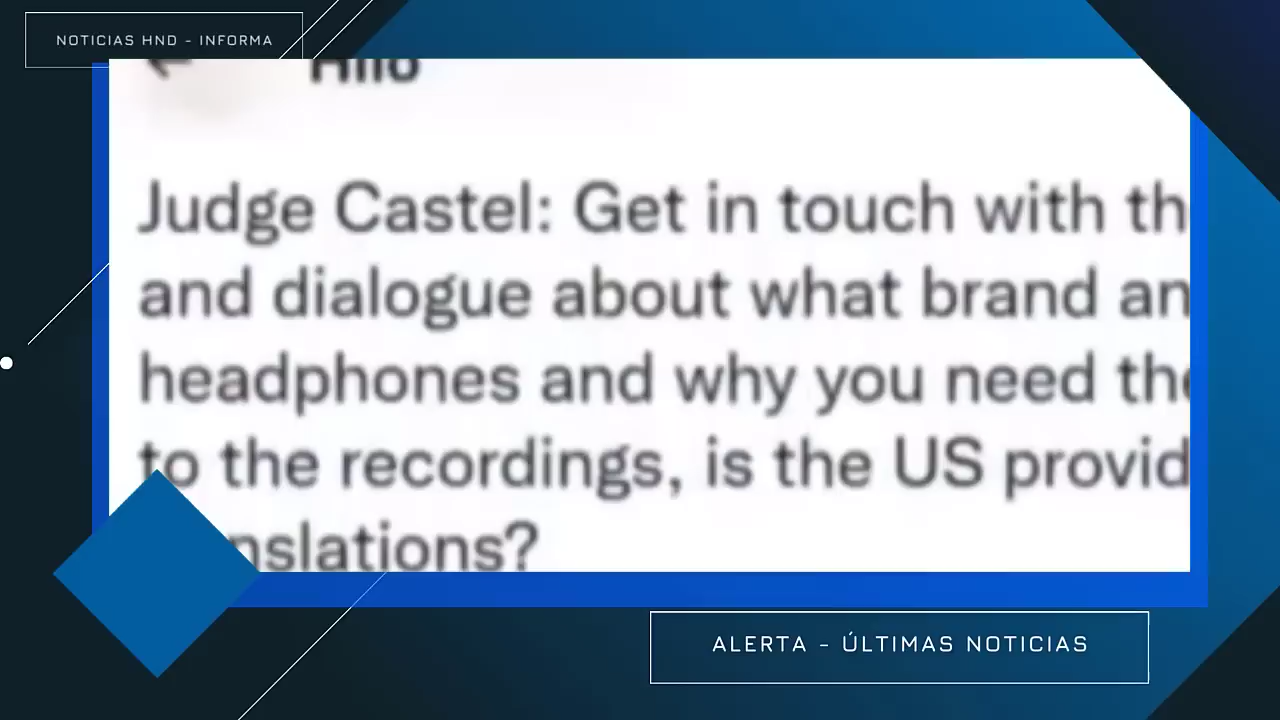 NOTICIAS HND - INFORMA
Hilo
Judge Castel: Get in touch with th
and dialogue about what brand an
headphones and why you need the
to the recordings, is the US provid
nslations?
ALERTA - ÚLTIMAS NOTICIAS